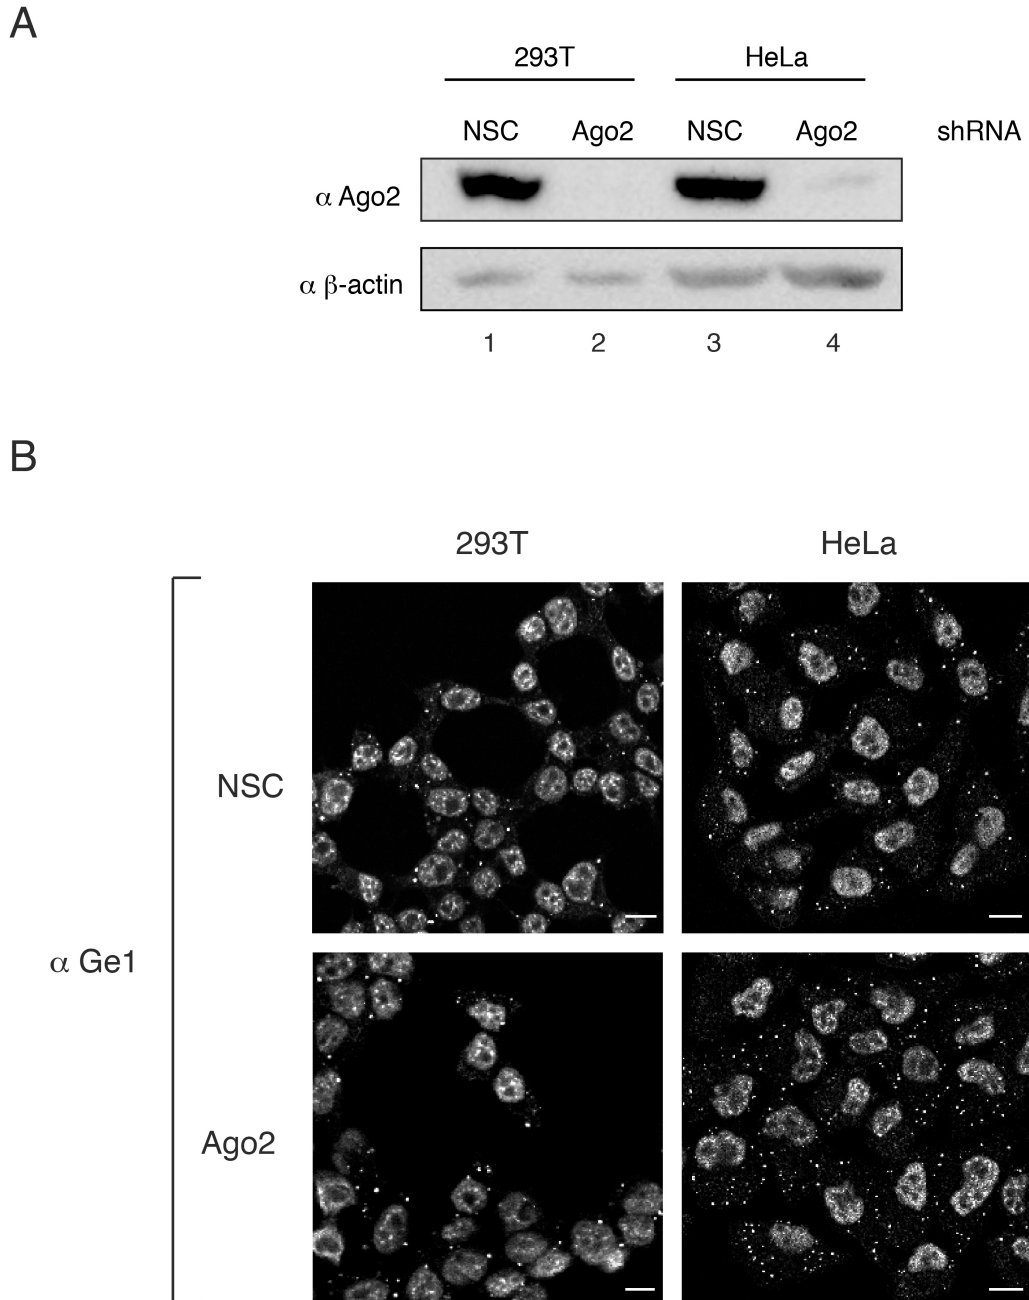 A
293T HeLa
NSC Ago2 NSC Ago2 shRNA
α Ago2
α β-actin
1 2 3 4
B
293T HeLa
NSC
α Ge1
Ago2